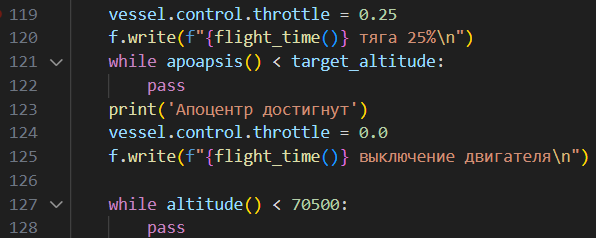 119 vessel.control.throttle = 0.25
120 f.write(f"{flight_time()} тяга 25%\n")
121 while apoapsis() < target_altitude:
122 pass
123 print('Апоцентр достигнут')
124 vessel.control.throttle = 0.0
125 f.write(f"{flight_time()} выключение двигателя\n")
126
127 while altitude() < 70500:
128 pass